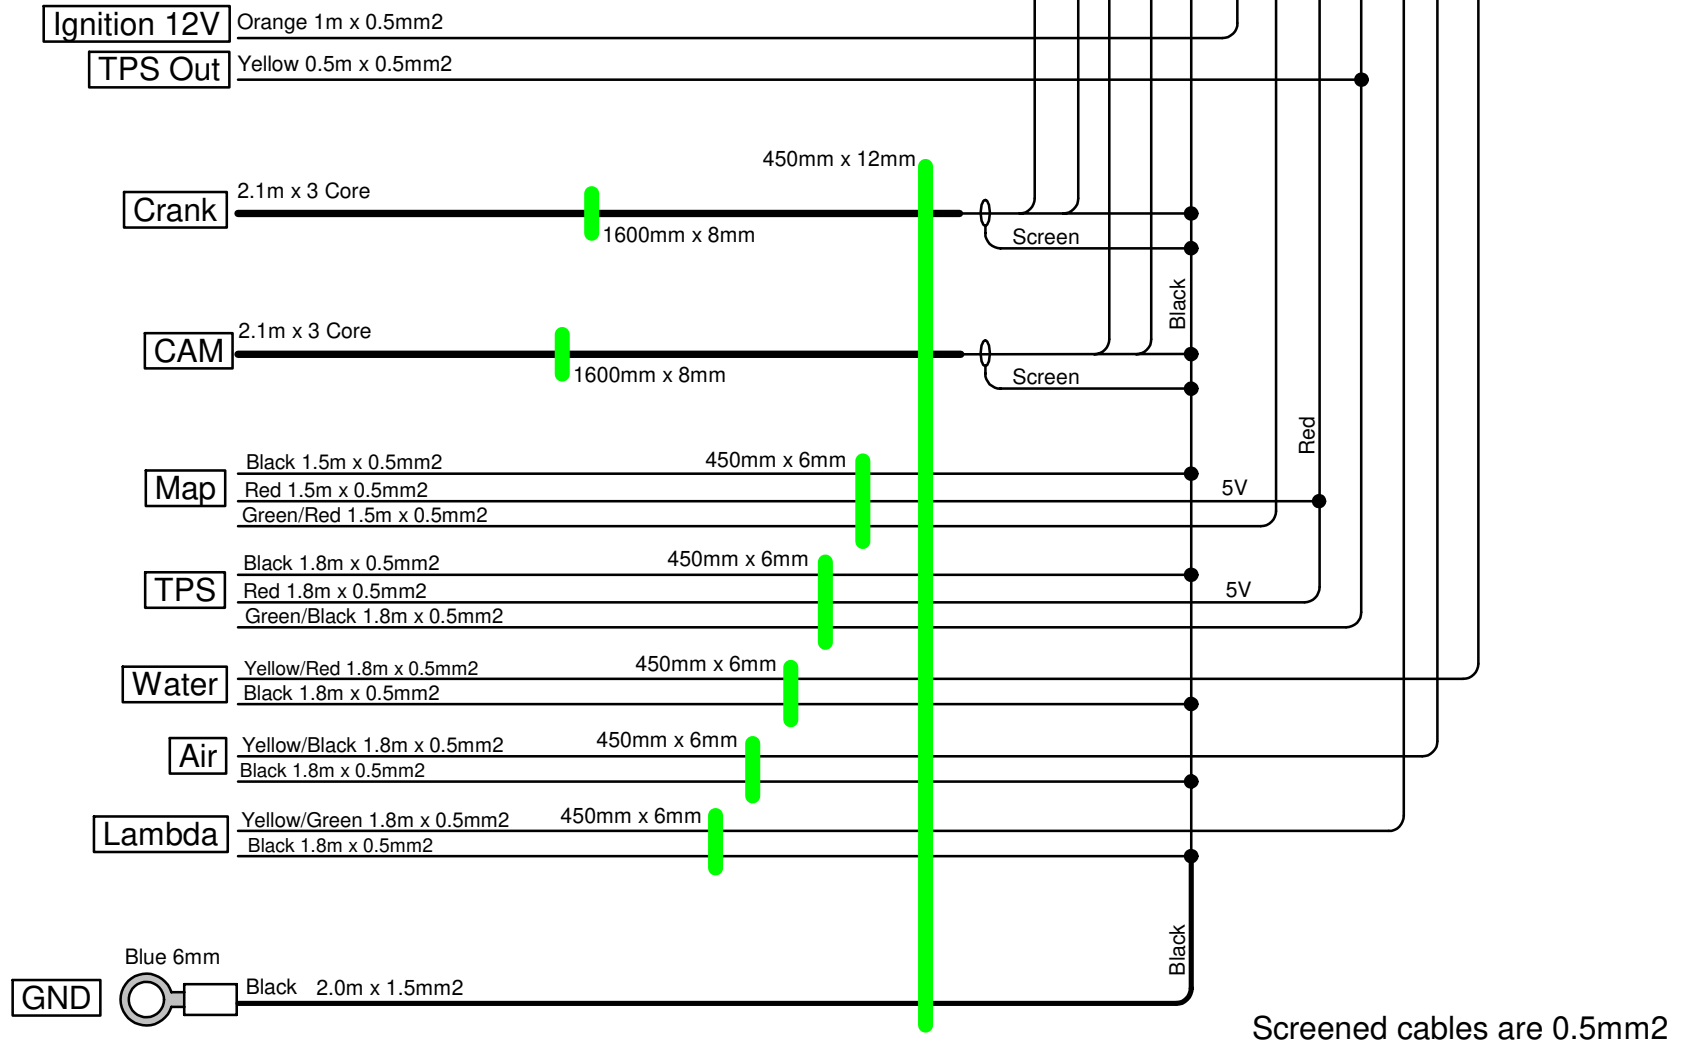 Ignition 12V
Orange 1m x 0.5mm2
TPS Out
Yellow 0.5m x 0.5mm2
450mm x 12mm
Crank
2.1m x 3 Core
1600mm x 8mm
Screen
Black
CAM
2.1m x 3 Core
1600mm x 8mm
Screen
Red
Map
Black 1.5m x 0.5mm2
450mm x 6mm
Red 1.5m x 0.5mm2
5V
Green/Red 1.5m x 0.5mm2
TPS
Black 1.8m x 0.5mm2
450mm x 6mm
Red 1.8m x 0.5mm2
5V
Green/Black 1.8m x 0.5mm2
Water
Yellow/Red 1.8m x 0.5mm2
450mm x 6mm
Black 1.8m x 0.5mm2
Air
Yellow/Black 1.8m x 0.5mm2
450mm x 6mm
Black 1.8m x 0.5mm2
Lambda
Yellow/Green 1.8m x 0.5mm2
450mm x 6mm
Black 1.8m x 0.5mm2
Black
Blue 6mm
GND
Black 2.0m x 1.5mm2
Screened cables are 0.5mm2